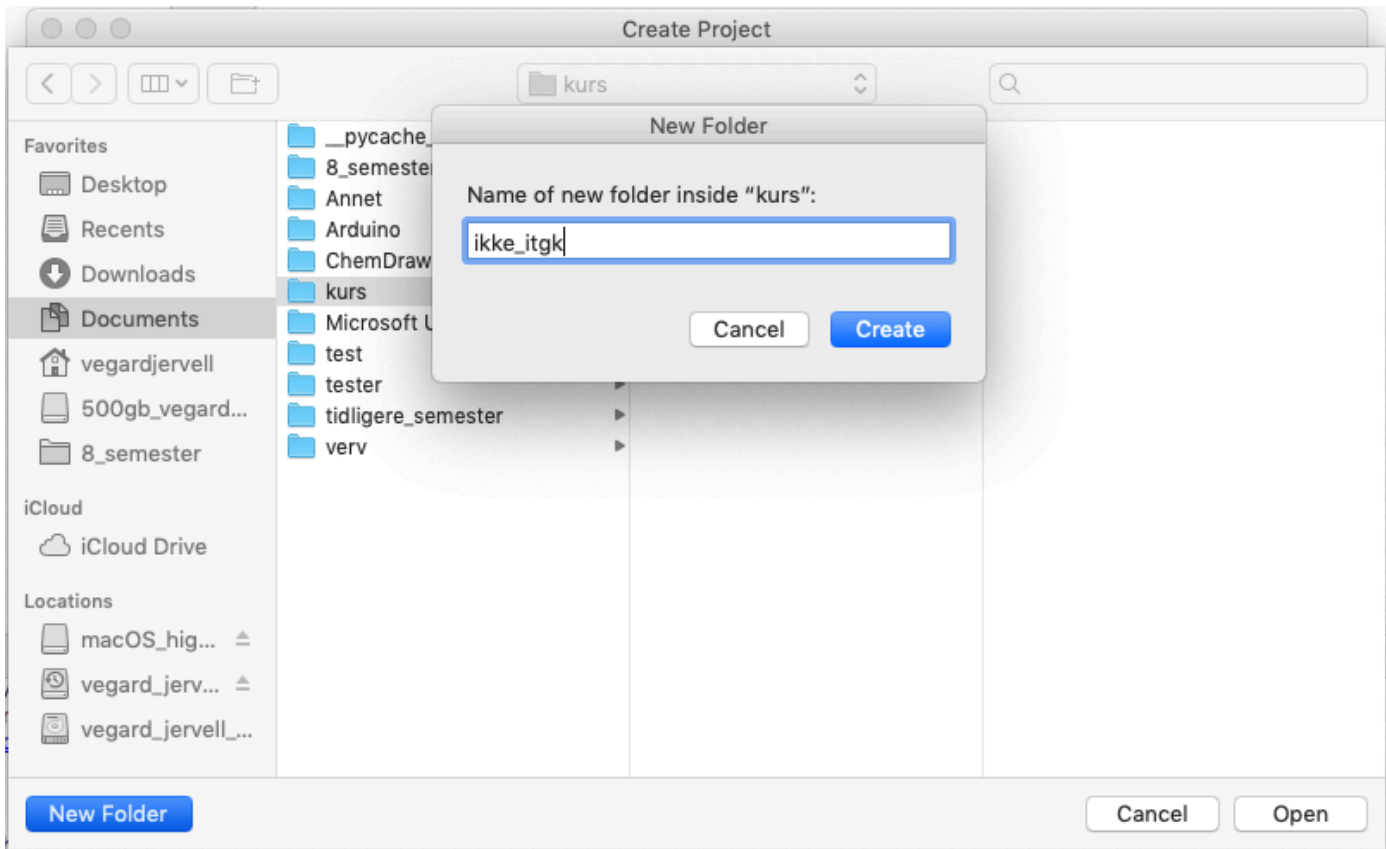 Create Project
kurs
Favorites
Desktop
Recents
Downloads
Documents
vegardjervell
500gb_vegard...
8_semester
iCloud
iCloud Drive
Locations
macOS_hig...
vegard_jerv...
vegard_jervell_...
__pycache_
8_semester
Annet
Arduino
ChemDraw
kurs
Microsoft U
test
tester
tidligere_semester
verv
New Folder
Name of new folder inside “kurs”:
ikke_itgk
Cancel
Create
New Folder
Cancel
Open